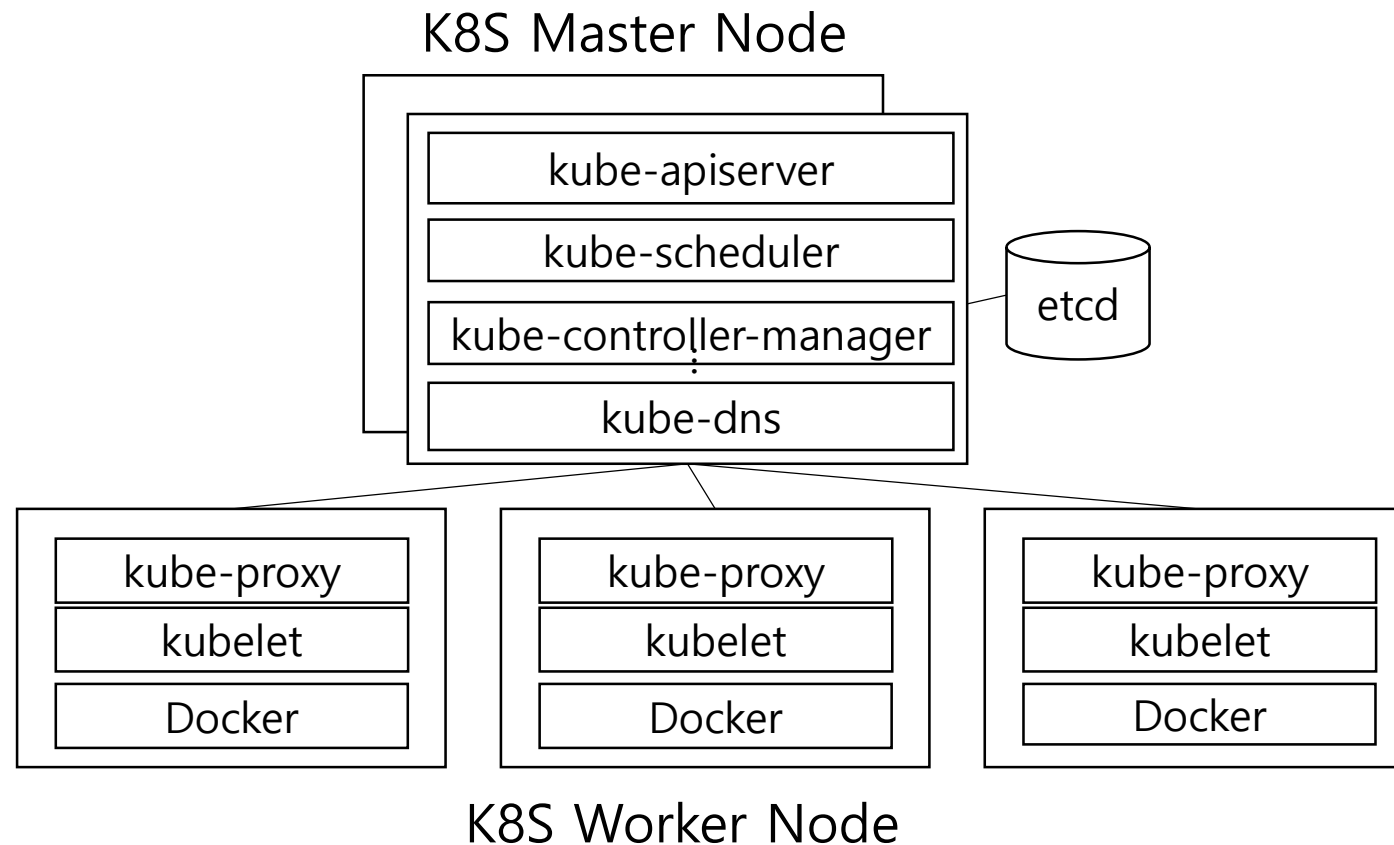 K8S Master Node
kube-apiserver
kube-scheduler
etcd
kube-controller-manager
⋮
kube-dns
kube-proxy kube-proxy kube-proxy
kubelet kubelet kubelet
Docker Docker Docker
K8S Worker Node